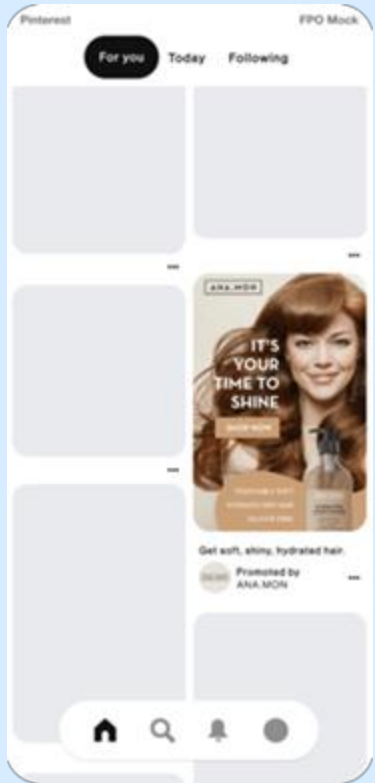 Pinterest
FPO Mock
For you
Today
Following
ANA.MON
IT'S
YOUR
TIME TO
SHINE
SHOP NOW
Get soft, shiny, hydrated hair.
Promoted by
ANA.MON